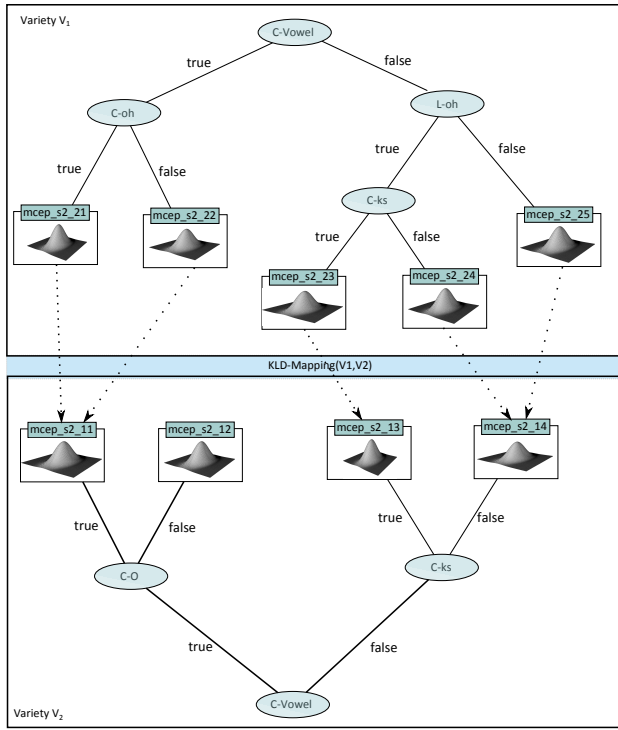 Variety V₁
C-Vowel
true
false
C-oh
L-oh
true
false
true
false
C-ks
mcep_s2_21
mcep_s2_22
mcep_s2_25
true
false
mcep_s2_23
mcep_s2_24
KLD-Mapping(V1,V2)
mcep_s2_11
mcep_s2_12
mcep_s2_13
mcep_s2_14
true
false
true
false
C-O
C-ks
true
false
C-Vowel
Variety V₂